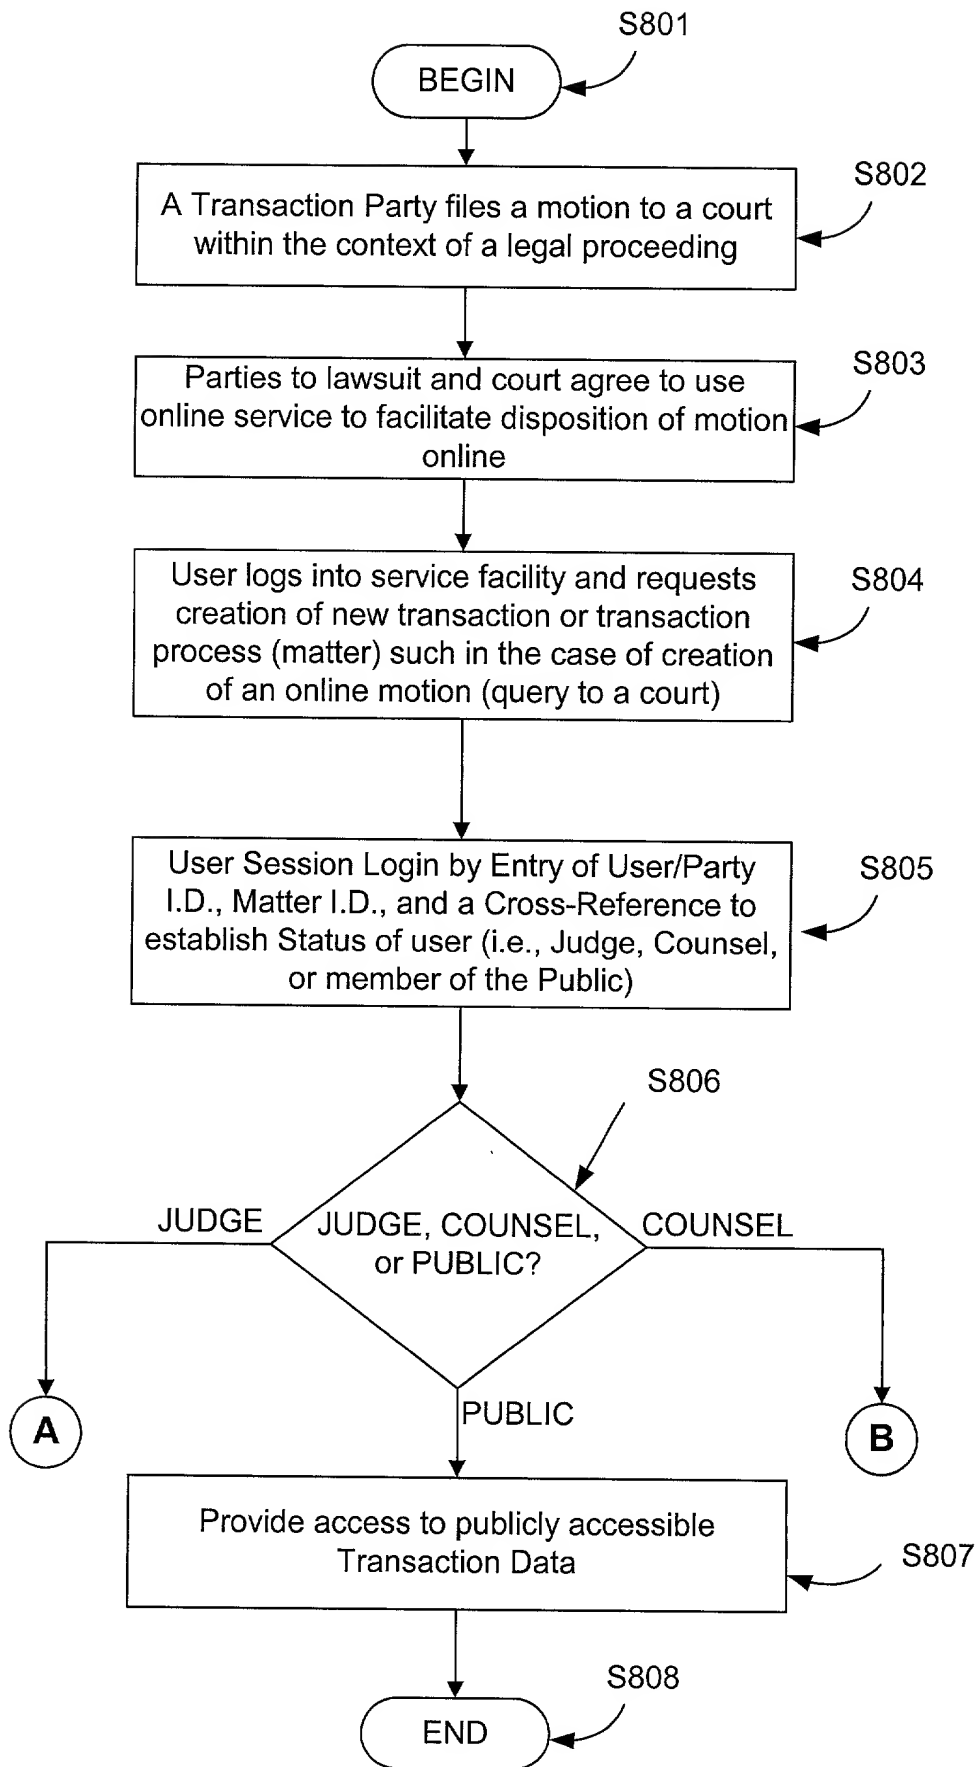 S801
BEGIN
S802
A Transaction Party files a motion to a court
within the context of a legal proceeding
S803
Parties to lawsuit and court agree to use
online service to facilitate disposition of motion
online
S804
User logs into service facility and requests
creation of new transaction or transaction
process (matter) such in the case of creation
of an online motion (query to a court)
S805
User Session Login by Entry of User/Party
I.D., Matter I.D., and a Cross-Reference to
establish Status of user (i.e., Judge, Counsel,
or member of the Public)
S806
JUDGE
JUDGE, COUNSEL,
or PUBLIC?
COUNSEL
A
PUBLIC
B
Provide access to publicly accessible
Transaction Data
S807
S808
END